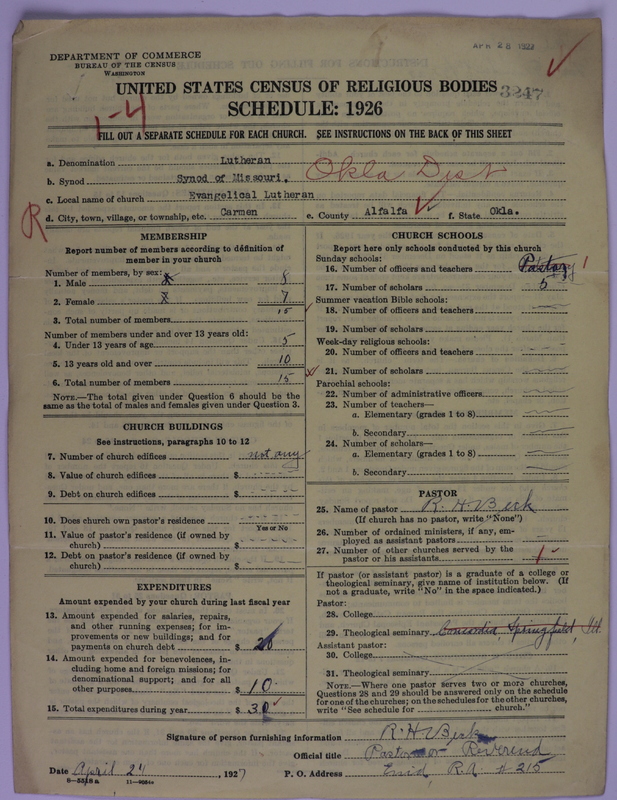 APR 28 1927
DEPARTMENT OF COMMERCE
BUREAU OF THE CENSUS
WASHINGTON
UNITED STATES CENSUS OF RELIGIOUS BODIES 3247
SCHEDULE: 1926
1-4
FILL OUT A SEPARATE SCHEDULE FOR EACH CHURCH. SEE INSTRUCTIONS ON THE BACK OF THIS SHEET
a. Denomination Lutheran
b. Synod Synod of Missouri. Okla Dist
c. Local name of church Evangelical Lutheran
R d. City, town, village, or township, etc. Carmen e. County Alfalfa f. State Okla.
MEMBERSHIP
Report number of members according to definition of
member in your church
Number of members, by sex:
1. Male x 8
2. Female x 7
3. Total number of members 15
Number of members under and over 13 years old:
4. Under 13 years of age 5
5. 13 years old and over 10
6. Total number of members 15
NOTE.—The total given under Question 6 should be
same as the total of males and females given under Question 3.
CHURCH BUILDINGS
See instructions, paragraphs 10 to 12
7. Number of church edifices not any
8. Value of church edifices $
9. Debt on church edifices $
10. Does church own pastor's residence
Yes or No
11. Value of pastor's residence (if owned by
church) $
12. Debt on pastor's residence (if owned by
church) $
EXPENDITURES
Amount expended by your church during last fiscal year
13. Amount expended for salaries, repairs,
and other running expenses; for im-
provements or new buildings; and for
payments on church debt $ 20
14. Amount expended for benevolences, in-
cluding home and foreign missions; for
denominational support; and for all
other purposes $ 10
15. Total expenditures during year $ 30
CHURCH SCHOOLS
Report here only schools conducted by this church
Sunday schools:
16. Number of officers and teachers Pastor 1
17. Number of scholars 5
Summer vacation Bible schools:
18. Number of officers and teachers
19. Number of scholars
Week-day religious schools:
20. Number of officers and teachers
21. Number of scholars
Parochial schools:
22. Number of administrative officers
23. Number of teachers—
a. Elementary (grades 1 to 8)
b. Secondary
24. Number of scholars—
a. Elementary (grades 1 to 8)
b. Secondary
PASTOR
25. Name of pastor R. H. Beck
(If church has no pastor, write "None")
26. Number of ordained ministers, if any, em-
ployed as assistant pastors
27. Number of other churches served by the
pastor or his assistants 1
If pastor (or assistant pastor) is a graduate of a college or
theological seminary, give name of institution below. (If
not a graduate, write "No" in the space indicated.)
Pastor:
28. College
29. Theological seminary Concordia Springfield, Ill.
Assistant pastor:
30. College
31. Theological seminary
NOTE.—Where one pastor serves two or more churches,
Questions 28 and 29 should be answered only on the schedule
for one of the churches; on the schedules for the other churches,
write "See schedule for church."
Signature of person furnishing information R. H. Beck
Official title Pastor or Reverend
Date April 24, 1927 P. O. Address Enid R.A # 215
8-5518a